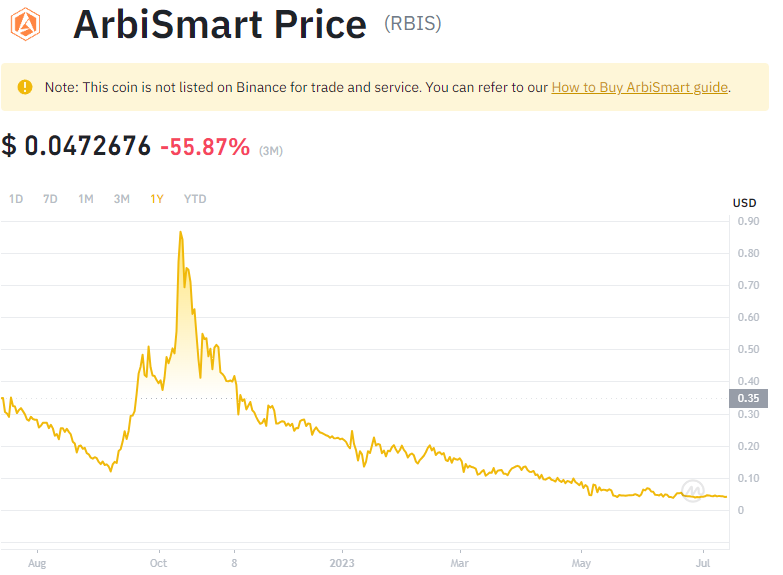 ArbiSmart Price (RBIS)
Note: This coin is not listed on Binance for trade and service. You can refer to our How to Buy ArbiSmart guide.
$ 0.0472676 -55.87% (3M)
1D 7D 1M 3M 1Y YTD
USD
0.90
0.80
0.70
0.60
0.50
0.40
0.35
0.30
0.20
0.10
0
Aug Oct 8 2023 Mar May Jul